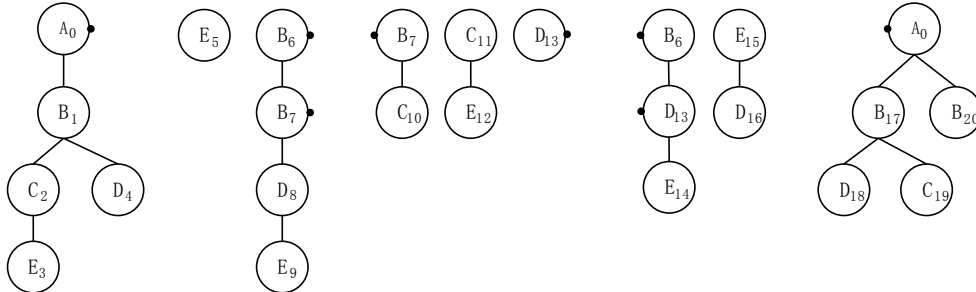 A0 E5 B6 B7 C11 D13 B6 E15 A0
B1 B7 C10 E12 D13 D16 B17 B20
C2 D4 D8 E14 D18 C19
E3 E9